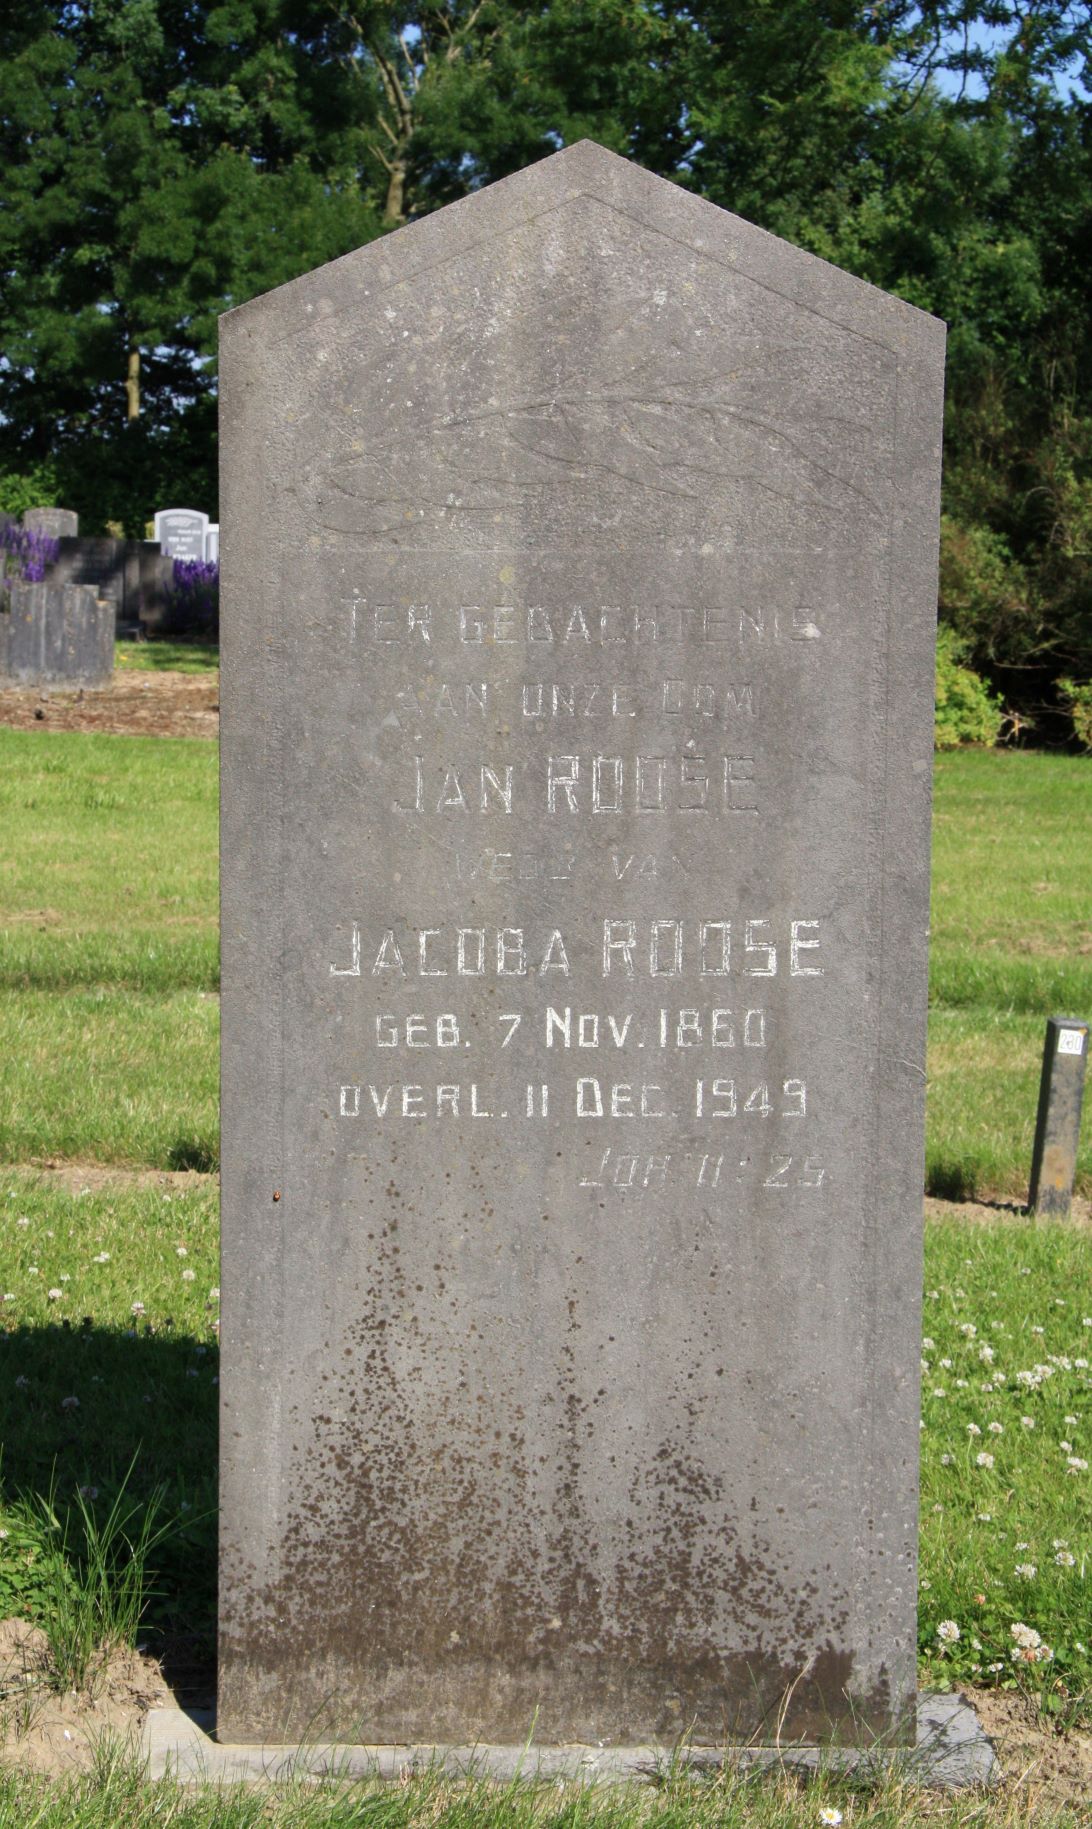 TER GEDACHTENIS
AAN ONZE OOM
JAN ROOSE
WEDR VAN
JACOBA ROOSE
GEB. 7 NOV. 1860
OVERL. 11 DEC. 1949
JOH. 11:25
230